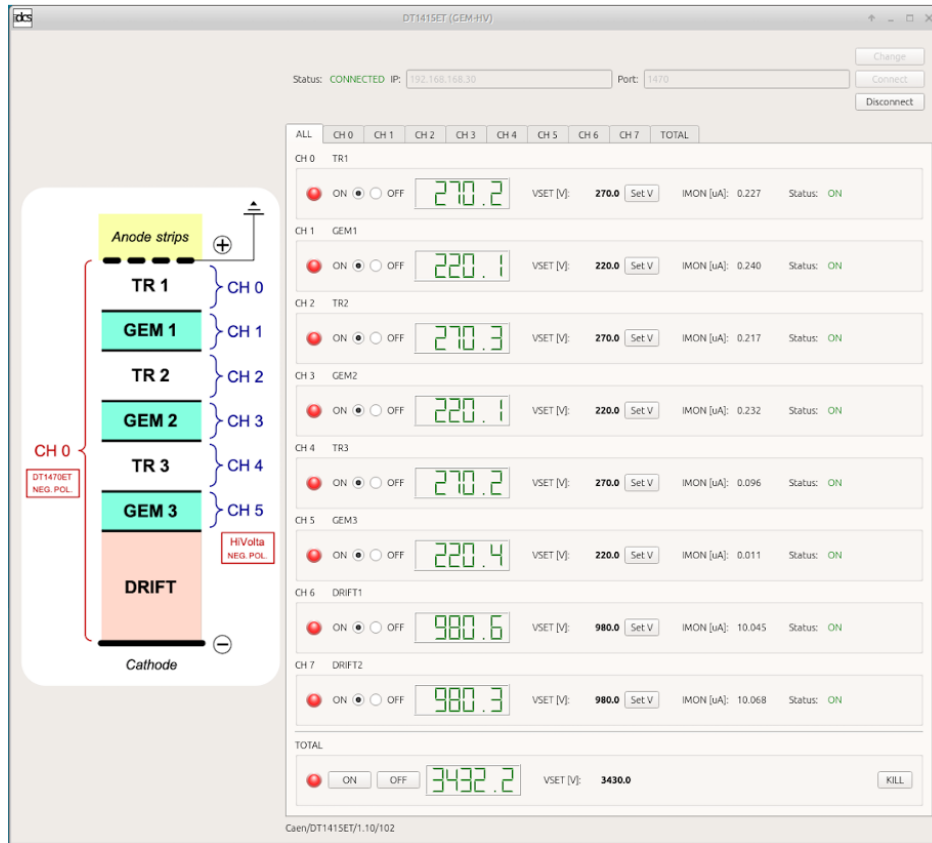 dcs
DT1415ET (GEM-HV)
Change
Status: CONNECTED IP: 192.168.168.30 Port: 1470 Connect
Disconnect
ALL CH 0 CH 1 CH 2 CH 3 CH 4 CH 5 CH 6 CH 7 TOTAL
CH 0 TR1
ON OFF 270.2 VSET [V]: 270.0 Set V IMON [uA]: 0.227 Status: ON
CH 1 GEM1
ON OFF 220.1 VSET [V]: 220.0 Set V IMON [uA]: 0.240 Status: ON
CH 2 TR2
ON OFF 270.3 VSET [V]: 270.0 Set V IMON [uA]: 0.217 Status: ON
CH 3 GEM2
ON OFF 220.1 VSET [V]: 220.0 Set V IMON [uA]: 0.232 Status: ON
CH 4 TR3
ON OFF 270.2 VSET [V]: 270.0 Set V IMON [uA]: 0.096 Status: ON
CH 5 GEM3
ON OFF 220.4 VSET [V]: 220.0 Set V IMON [uA]: 0.011 Status: ON
CH 6 DRIFT1
ON OFF 980.6 VSET [V]: 980.0 Set V IMON [uA]: 10.045 Status: ON
CH 7 DRIFT2
ON OFF 980.3 VSET [V]: 980.0 Set V IMON [uA]: 10.068 Status: ON
TOTAL
ON OFF 3432.2 VSET [V]: 3430.0 KILL
Caen/DT1415ET/1.10/102
Anode strips +
TR 1 CH 0
GEM 1 CH 1
TR 2 CH 2
GEM 2 CH 3
CH 0
TR 3 CH 4
DT1470ET
NEG. POL.
GEM 3 CH 5
HiVolta
NEG. POL.
DRIFT
−
Cathode